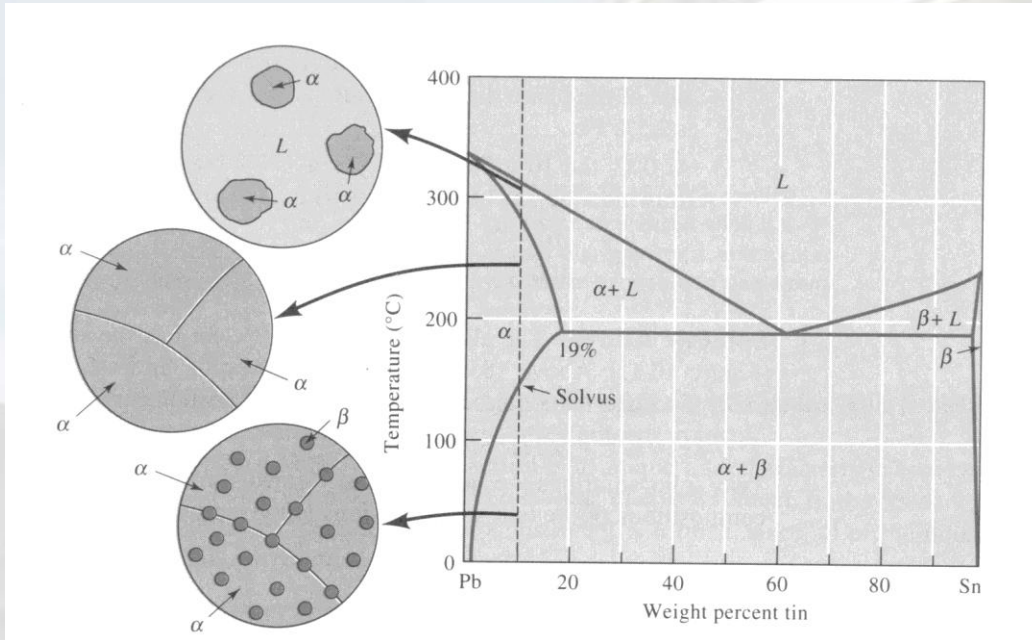 α
L
α
α
α
α
α
β
α
α
400
300
200
100
0
Temperature (°C)
L
α + L
β + L
α
19%
β
Solvus
α + β
Pb
20
40
60
80
Sn
Weight percent tin